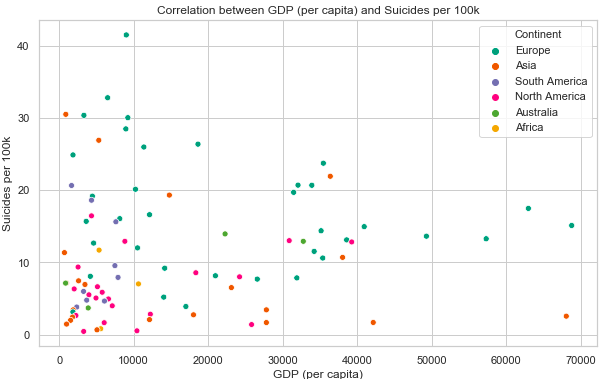 Correlation between GDP (per capita) and Suicides per 100k
Continent
Europe
Asia
South America
North America
Australia
Africa
Suicides per 100k
40
30
20
10
0
0 10000 20000 30000 40000 50000 60000 70000
GDP (per capita)